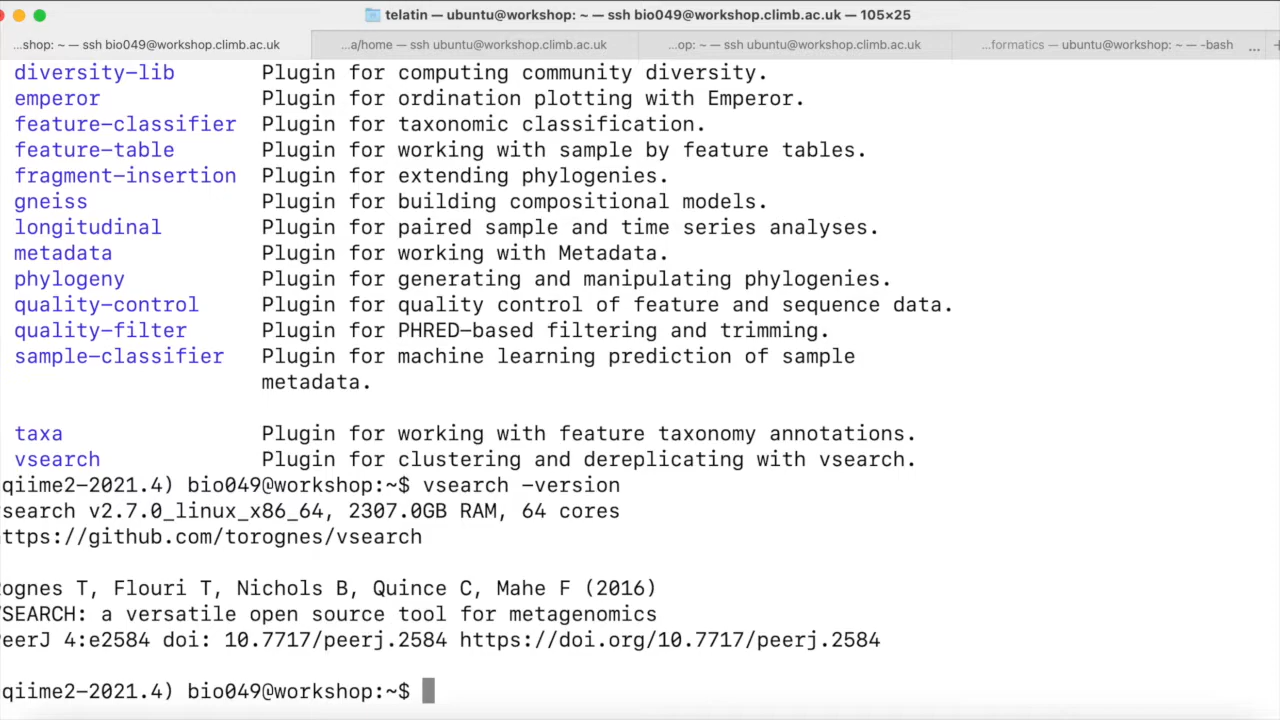 telatin — ubuntu@workshop: ~ — ssh bio049@workshop.climb.ac.uk — 105×25
...shop: ~ — ssh bio049@workshop.climb.ac.uk ...a/home — ssh ubuntu@workshop.climb.ac.uk ...op: ~ — ssh ubuntu@workshop.climb.ac.uk ...formatics — ubuntu@workshop: ~ — -bash ... +
diversity-lib Plugin for computing community diversity.
emperor Plugin for ordination plotting with Emperor.
feature-classifier Plugin for taxonomic classification.
feature-table Plugin for working with sample by feature tables.
fragment-insertion Plugin for extending phylogenies.
gneiss Plugin for building compositional models.
longitudinal Plugin for paired sample and time series analyses.
metadata Plugin for working with Metadata.
phylogeny Plugin for generating and manipulating phylogenies.
quality-control Plugin for quality control of feature and sequence data.
quality-filter Plugin for PHRED-based filtering and trimming.
sample-classifier Plugin for machine learning prediction of sample
metadata.
taxa Plugin for working with feature taxonomy annotations.
vsearch Plugin for clustering and dereplicating with vsearch.
qiime2-2021.4) bio049@workshop:~$ vsearch -version
search v2.7.0_linux_x86_64, 2307.0GB RAM, 64 cores
ttps://github.com/torognes/vsearch
ognes T, Flouri T, Nichols B, Quince C, Mahe F (2016)
SEARCH: a versatile open source tool for metagenomics
PeerJ 4:e2584 doi: 10.7717/peerj.2584 https://doi.org/10.7717/peerj.2584
qiime2-2021.4) bio049@workshop:~$